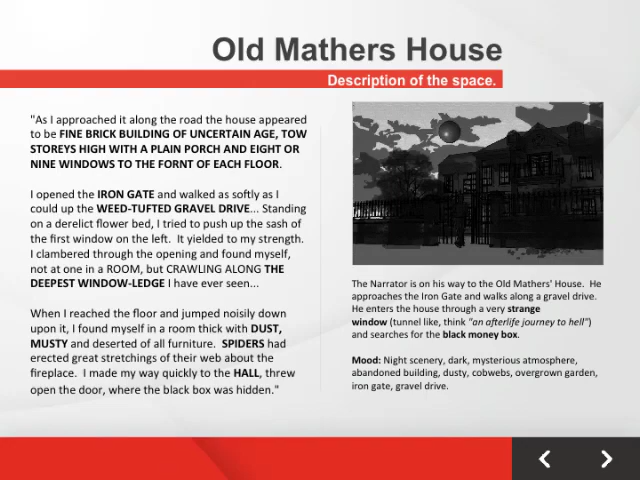 Old Mathers House
Description of the space.
"As I approached it along the road the house appeared
to be FINE BRICK BUILDING OF UNCERTAIN AGE, TOW
STOREYS HIGH WITH A PLAIN PORCH AND EIGHT OR
NINE WINDOWS TO THE FORNT OF EACH FLOOR.
I opened the IRON GATE and walked as softly as I
could up the WEED-TUFTED GRAVEL DRIVE... Standing
on a derelict flower bed, I tried to push up the sash of
the first window on the left.  It yielded to my strength.
I clambered through the opening and found myself,
not at one in a ROOM, but CRAWLING ALONG THE
DEEPEST WINDOW-LEDGE I have ever seen...
When I reached the floor and jumped noisily down
upon it, I found myself in a room thick with DUST,
MUSTY and deserted of all furniture.  SPIDERS had
erected great stretchings of their web about the
fireplace.  I made my way quickly to the HALL, threw
open the door, where the black box was hidden."
The Narrator is on his way to the Old Mathers' House.  He
approaches the Iron Gate and walks along a gravel drive.
He enters the house through a very strange
window (tunnel like, think "an afterlife journey to hell")
and searches for the black money box.
Mood: Night scenery, dark, mysterious atmosphere,
abandoned building, dusty, cobwebs, overgrown garden,
iron gate, gravel drive.